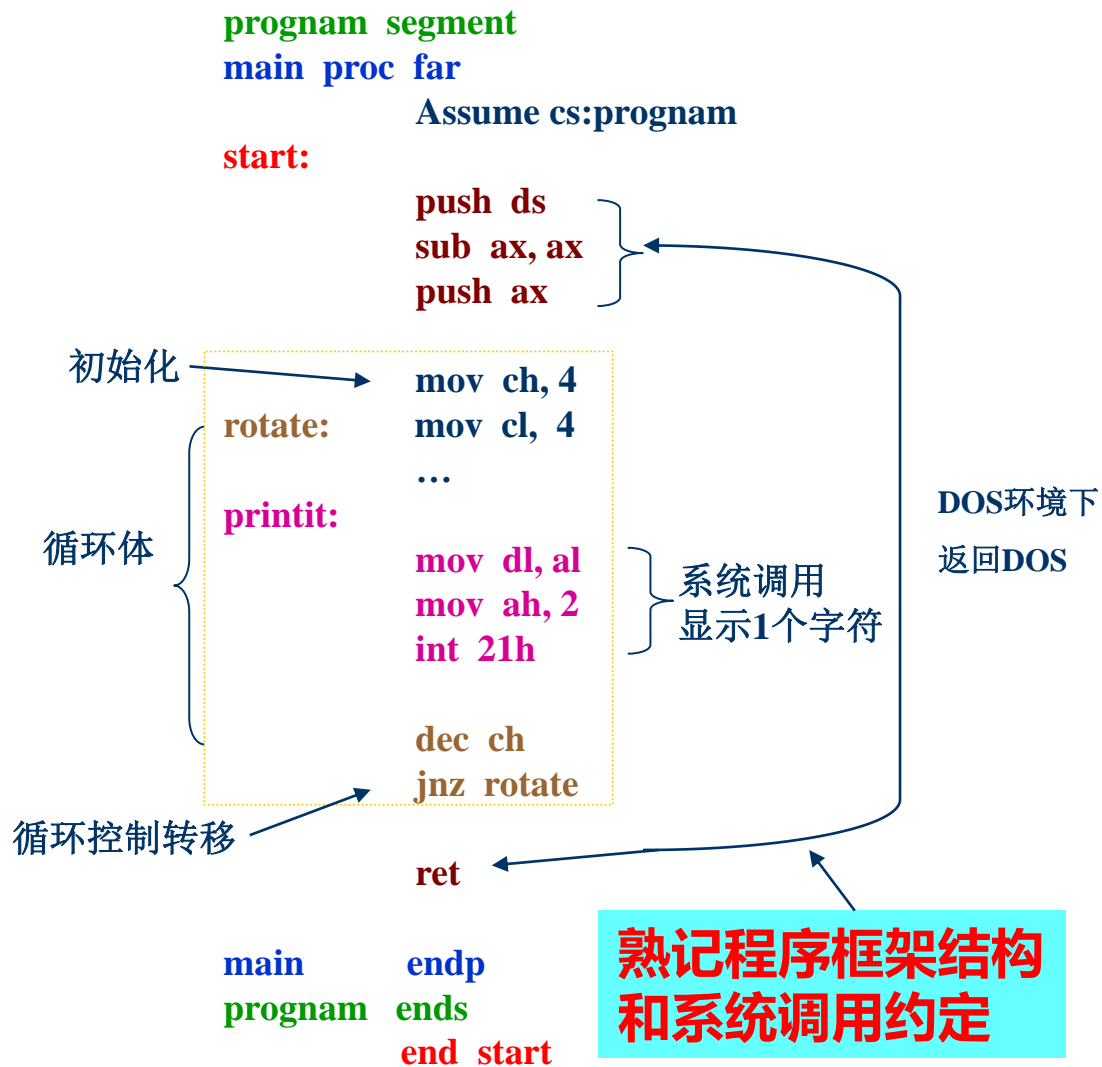 prognam segment
main proc far
Assume cs:prognam
start:
push ds
sub ax, ax
push ax
初始化
mov ch, 4
rotate: mov cl, 4
…
printit:
循环体
mov dl, al
mov ah, 2
int 21h
系统调用
显示1个字符
DOS环境下
返回DOS
dec ch
jnz rotate
循环控制转移
ret
main endp
prognam ends
end start
熟记程序框架结构
和系统调用约定